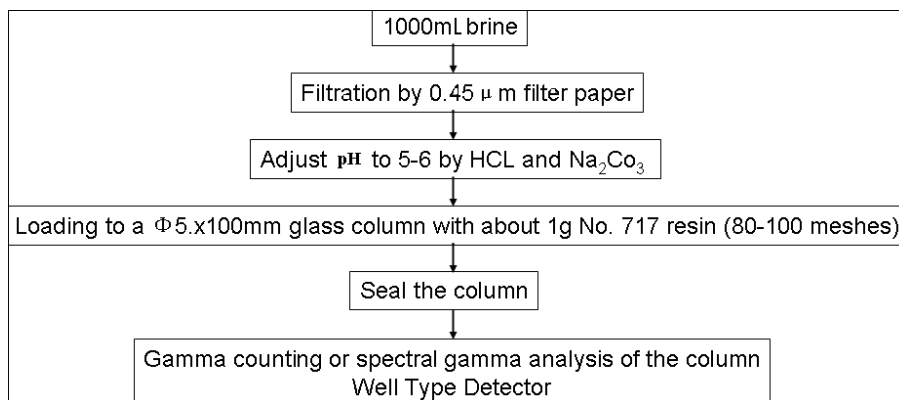 1000mL brine
Filtration by 0.45 μm filter paper
Adjust pH to 5-6 by HCL and Na₂Co₃
Loading to a Φ5.x100mm glass column with about 1g No. 717 resin (80-100 meshes)
Seal the column
Gamma counting or spectral gamma analysis of the column
Well Type Detector